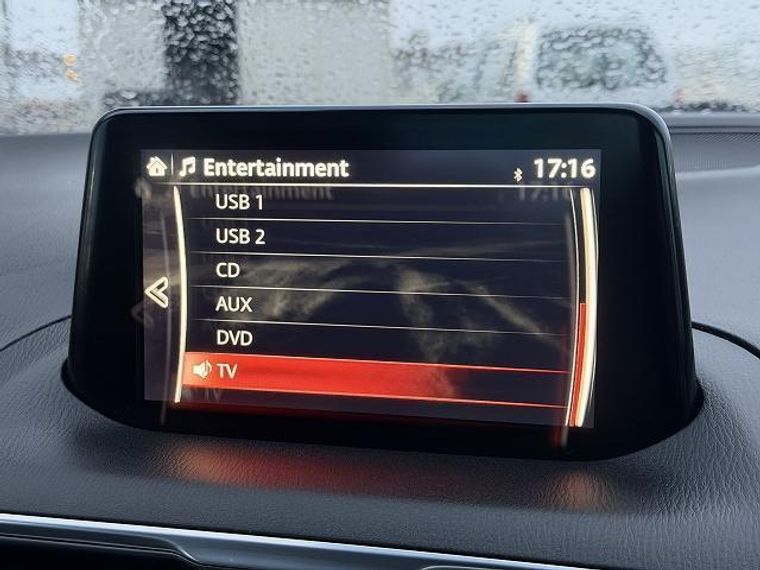 Entertainment 17:16
USB 1
USB 2
CD
AUX
DVD
TV